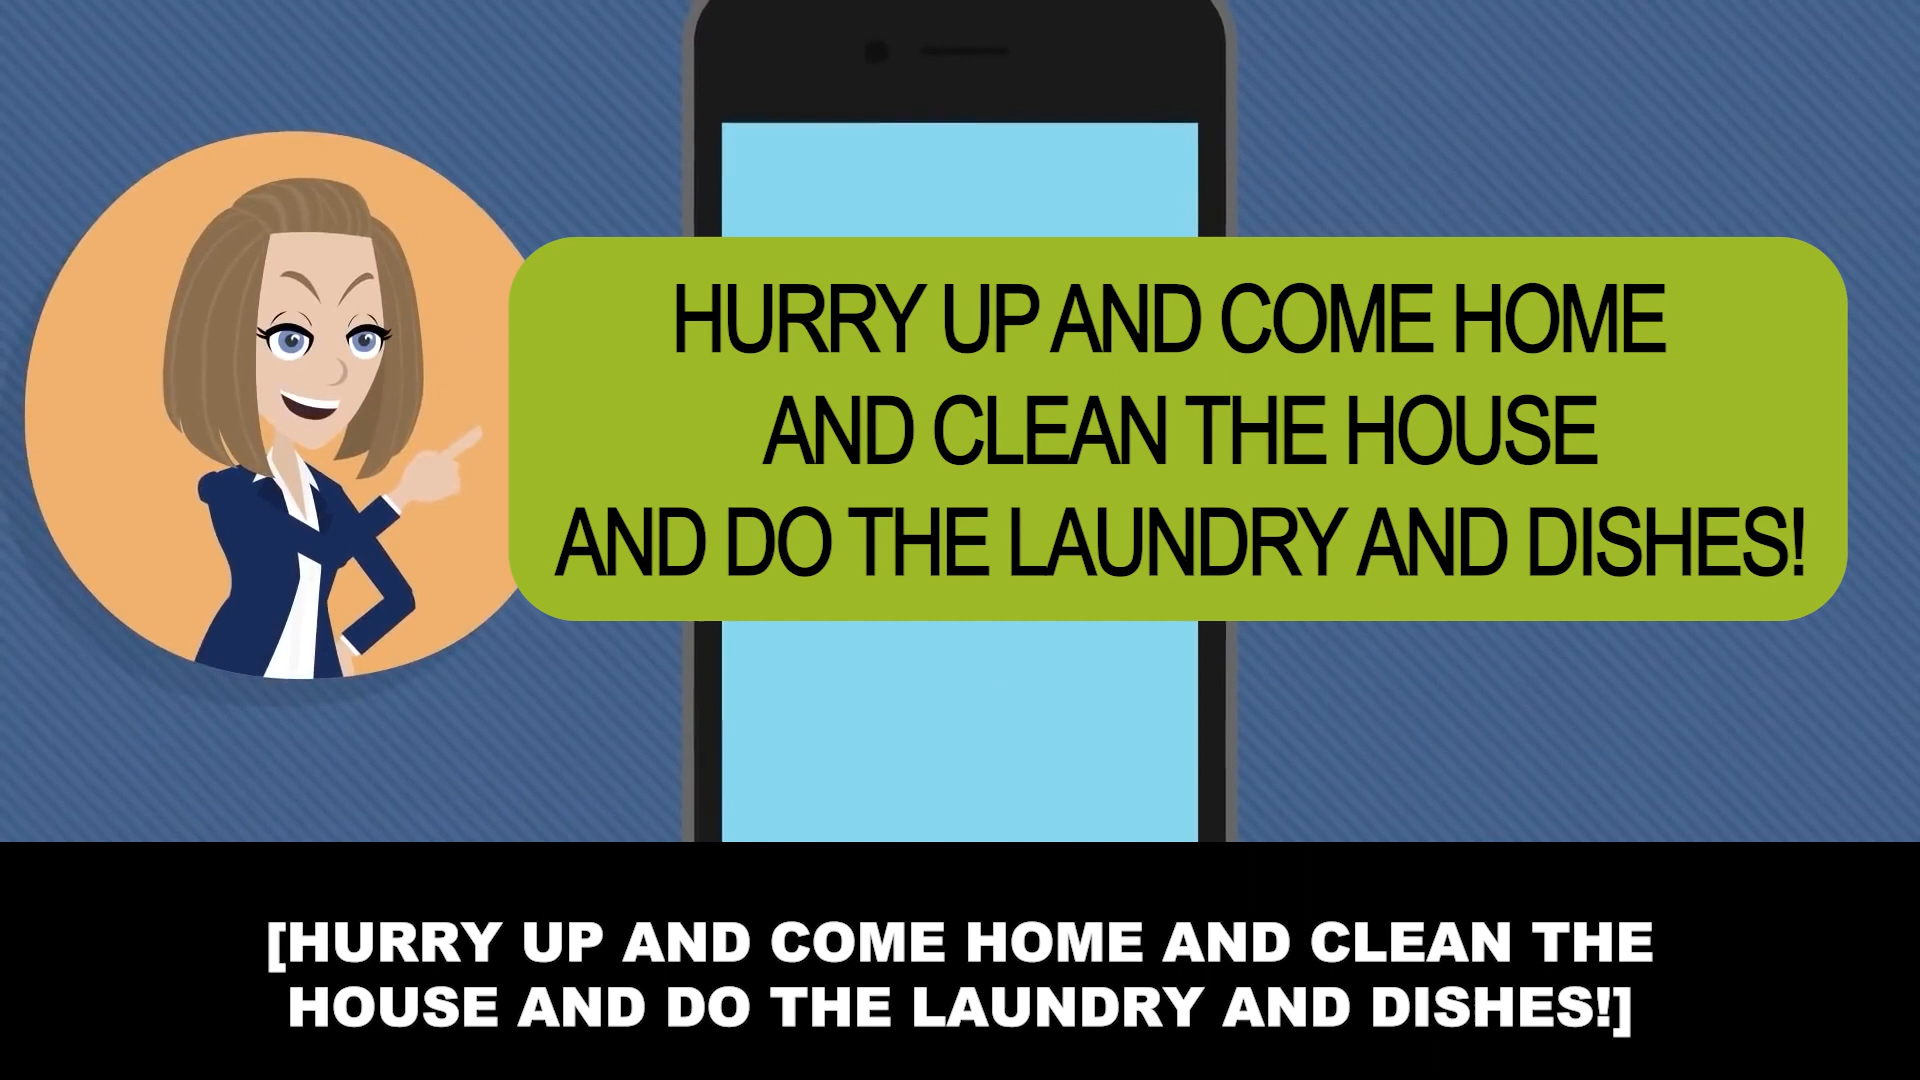 HURRY UP AND COME HOME
AND CLEAN THE HOUSE
AND DO THE LAUNDRY AND DISHES!
[HURRY UP AND COME HOME AND CLEAN THE
HOUSE AND DO THE LAUNDRY AND DISHES!]